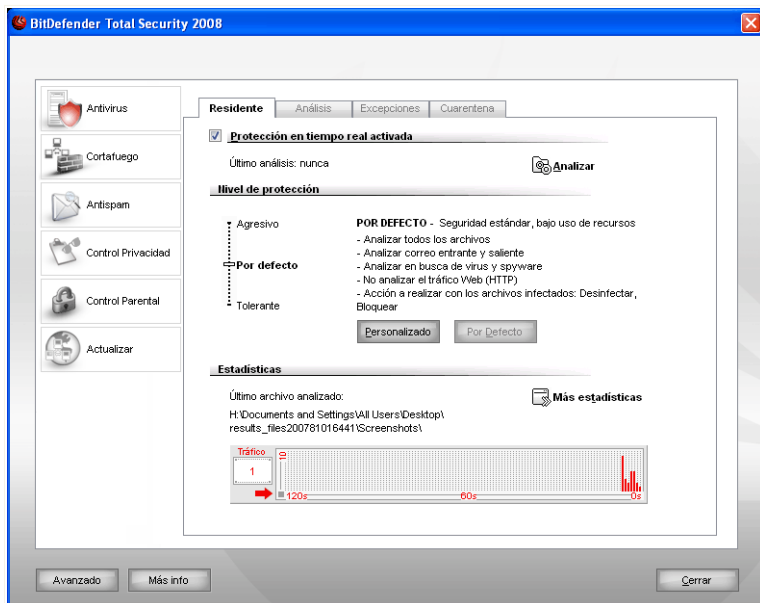 BitDefender Total Security 2008
Antivirus
Cortafuego
Antispam
Control Privacidad
Control Parental
Actualizar
Residente
Análisis
Excepciones
Cuarentena
Protección en tiempo real activada
Último análisis: nunca
Analizar
Nivel de protección
Agresivo
Por defecto
Tolerante
POR DEFECTO - Seguridad estándar, bajo uso de recursos
- Analizar todos los archivos
- Analizar correo entrante y saliente
- Analizar en busca de virus y spyware
- No analizar el tráfico Web (HTTP)
- Acción a realizar con los archivos infectados: Desinfectar,
Bloquear
Personalizado
Por Defecto
Estadísticas
Último archivo analizado:
H:\Documents and Settings\All Users\Desktop\
results_files200781016441\Screenshots\
Más estadísticas
Tráfico
1
10
120s
60s
0s
Avanzado
Más info
Cerrar